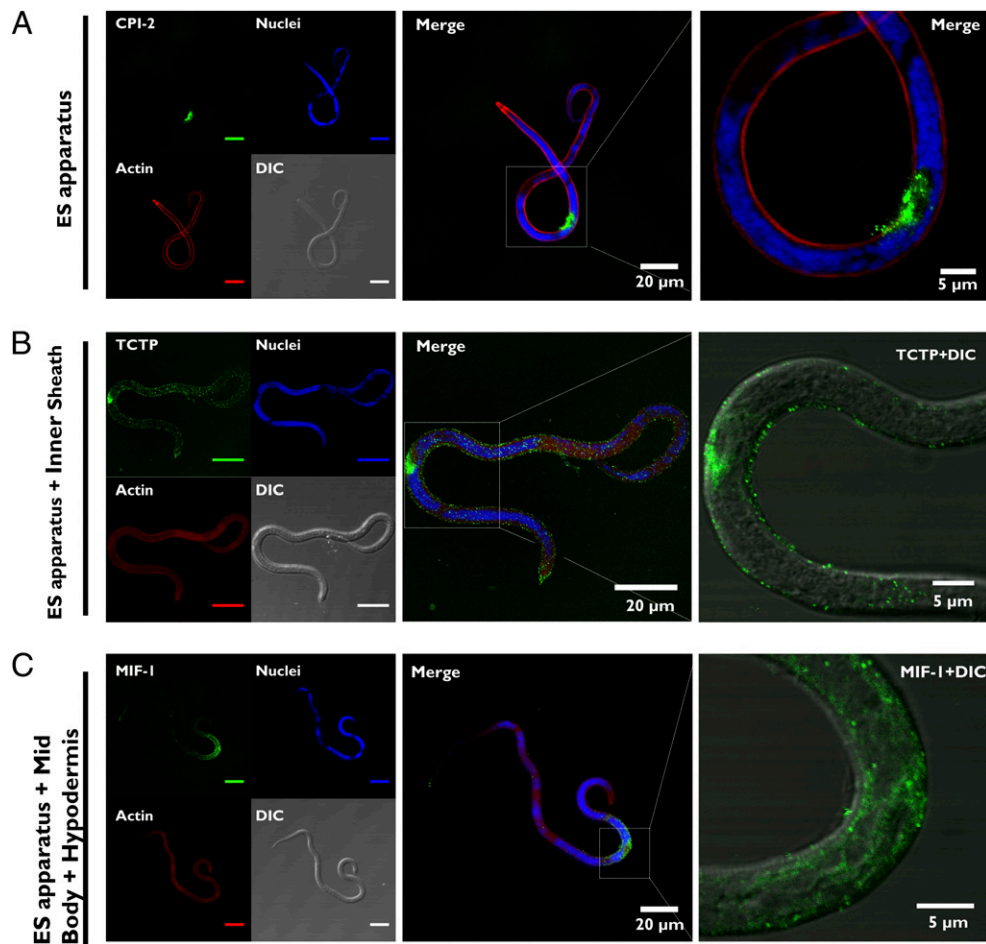 A
ES apparatus
CPI-2
Nuclei
Actin
DIC
Merge
20 µm
Merge
5 µm
B
ES apparatus + Inner Sheath
TCTP
Nuclei
Actin
DIC
Merge
20 µm
TCTP+DIC
5 µm
C
ES apparatus + Mid
Body + Hypodermis
MIF-1
Nuclei
Actin
DIC
Merge
20 µm
MIF-1+DIC
5 µm